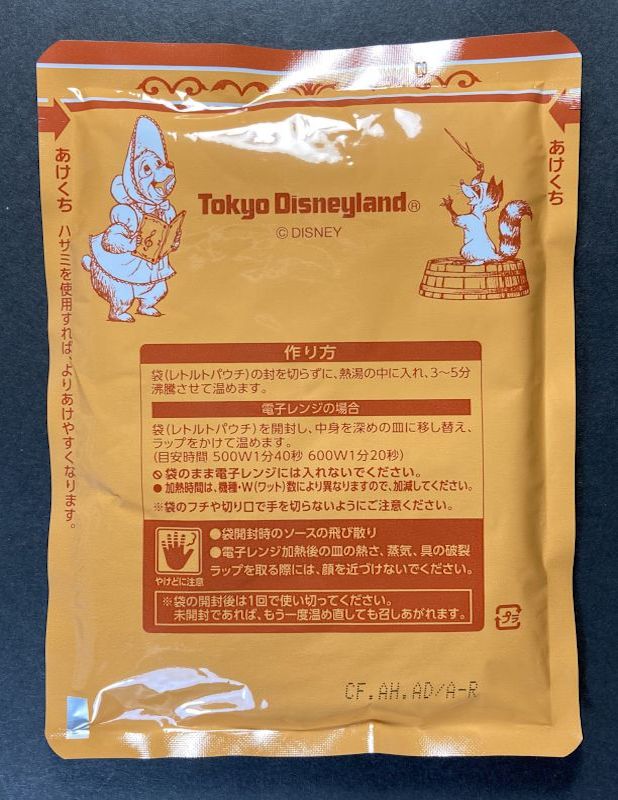 あけくち
あけくち
ハサミを使用すれば、よりあけやすくなります。
Tokyo Disneyland®
© DISNEY
作り方
袋(レトルトパウチ)の封を切らずに、熱湯の中に入れ、3〜5分
沸騰させて温めます。
電子レンジの場合
袋(レトルトパウチ)を開封し、中身を深めの皿に移し替え、
ラップをかけて温めます。
(目安時間 500W1分40秒 600W1分20秒)
袋のまま電子レンジには入れないでください。
●加熱時間は、機種・W(ワット)数により異なりますので、加減してください。
※袋のフチや切り口で手を切らないようにご注意ください。
やけどに注意
●袋開封時のソースの飛び散り
●電子レンジ加熱後の皿の熱さ、蒸気、具の破裂
ラップを取る際には、顔を近づけないでください。
※袋の開封後は1回で使い切ってください。
未開封であれば、もう一度温め直しても召しあがれます。
プラ
CF.AH.AD/A-R